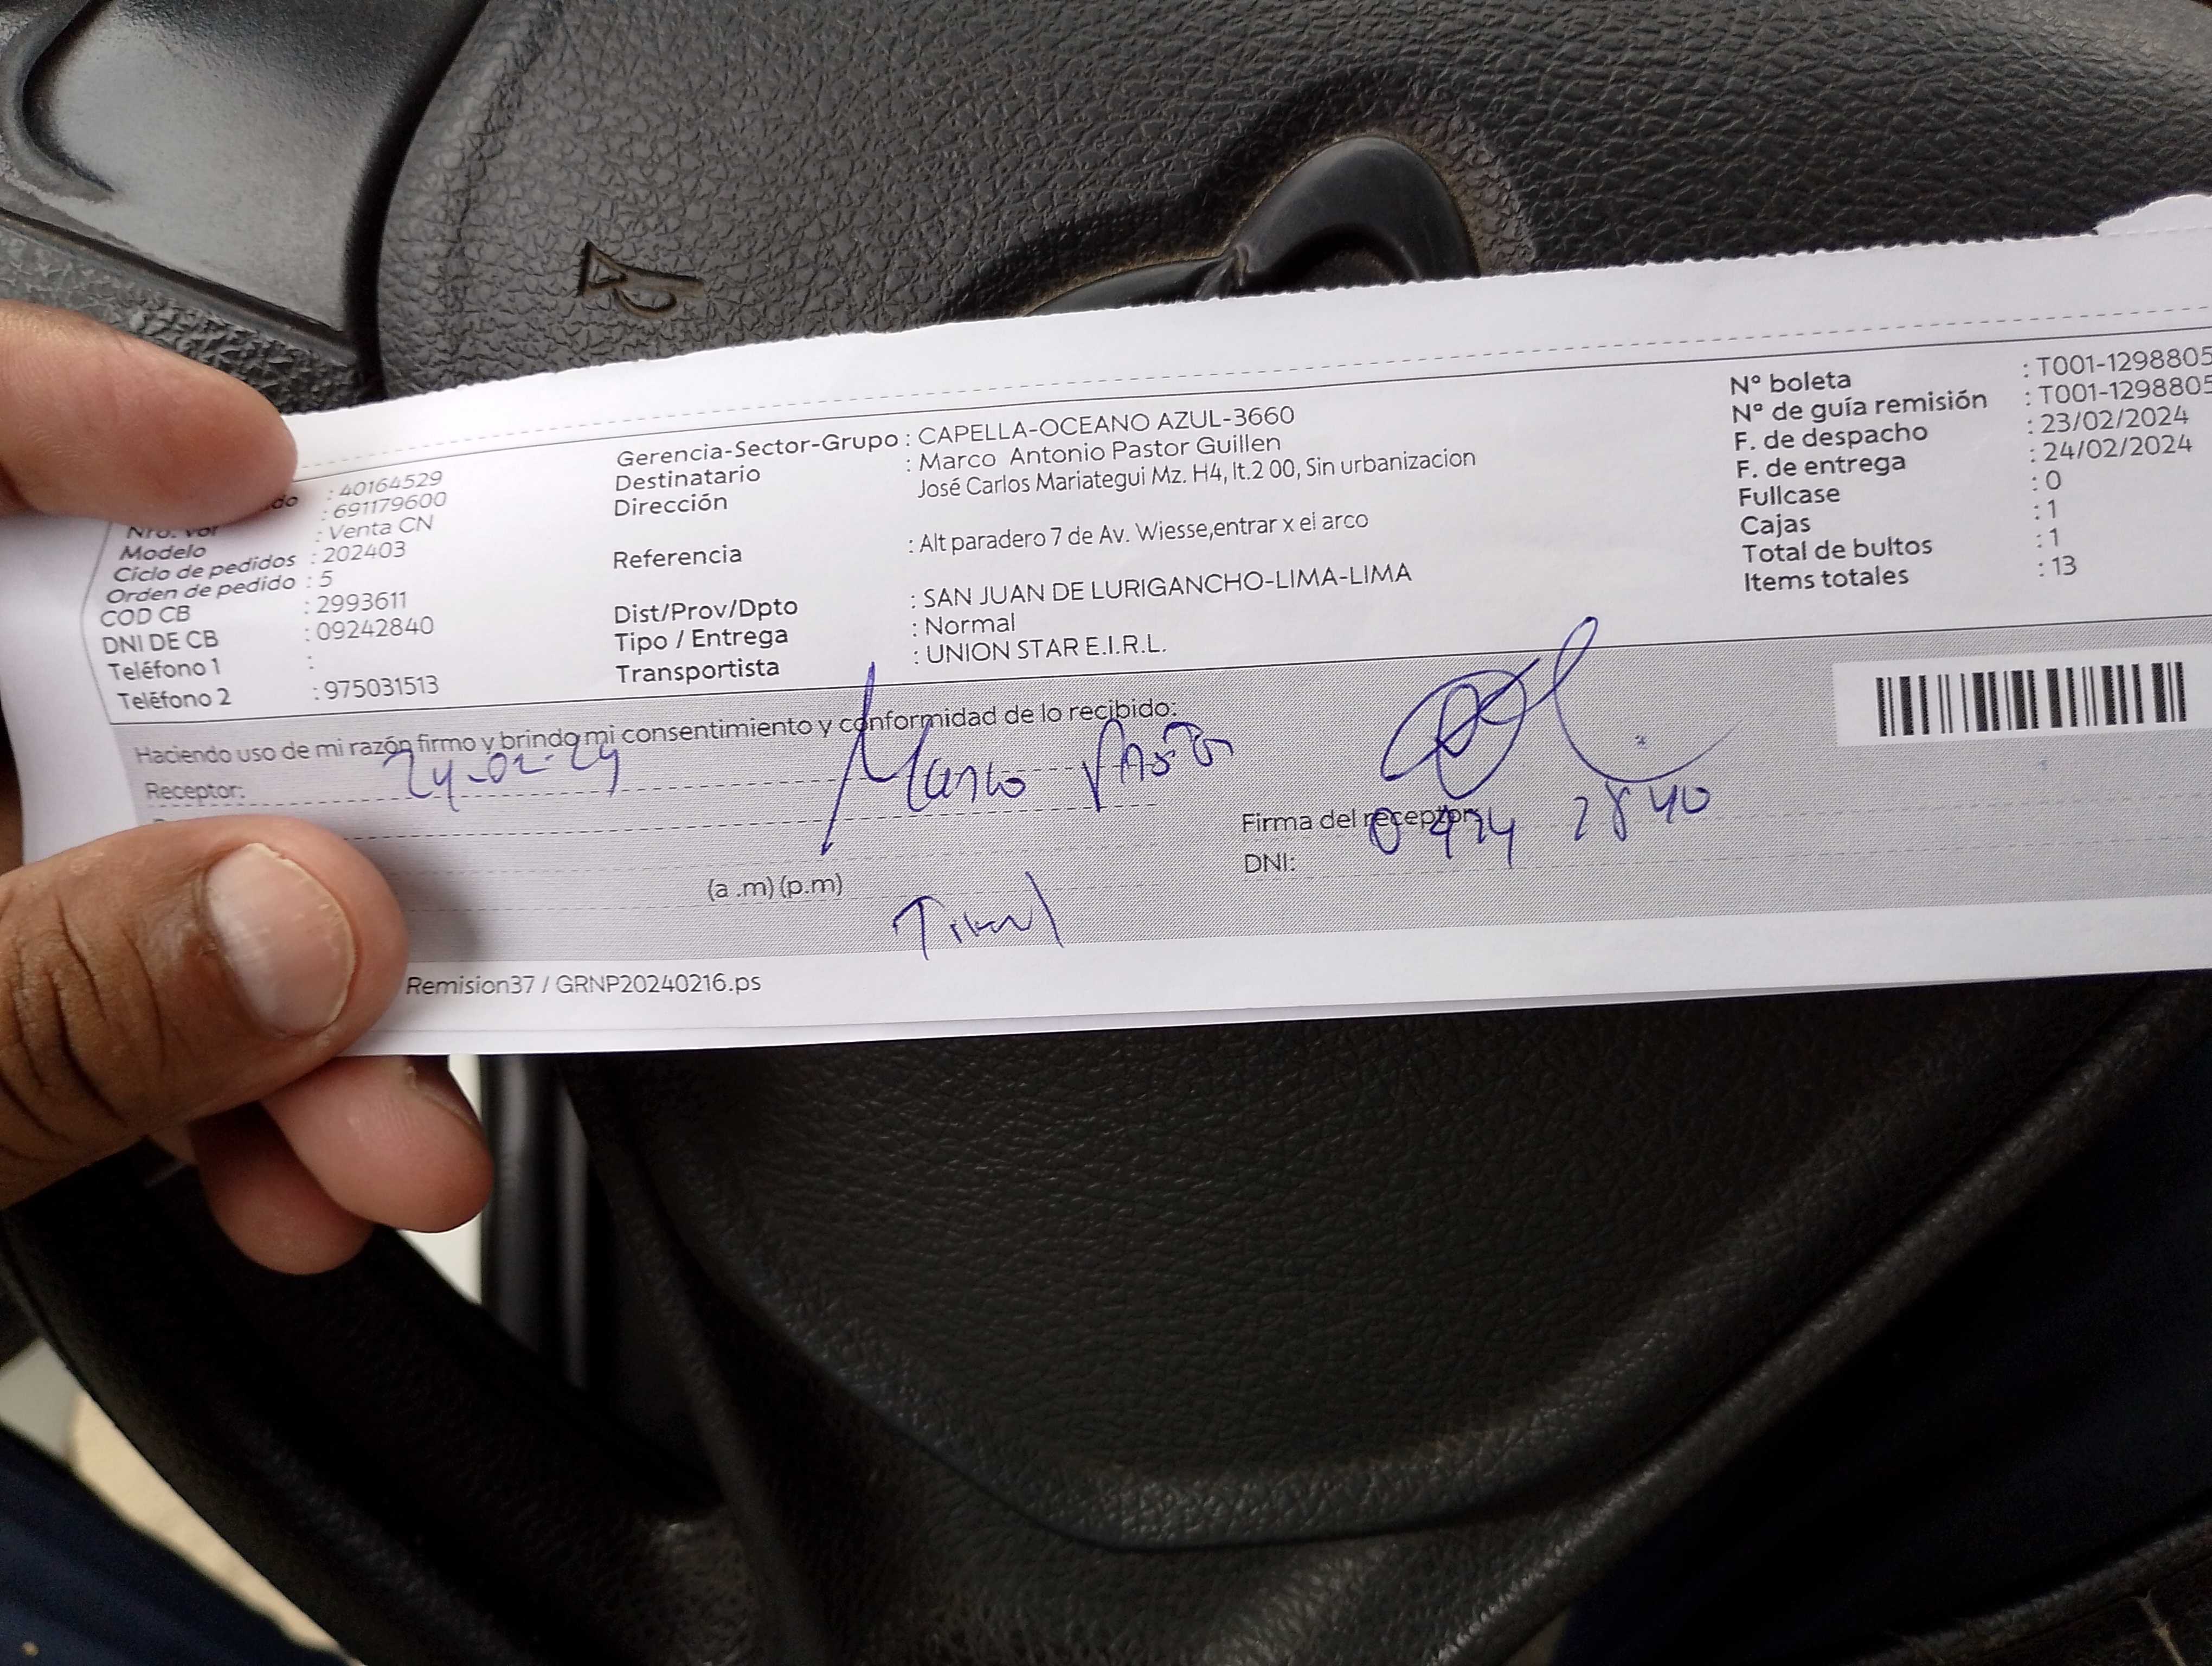 do : 40164529
Nro. Vol : 691179600
Modelo : Venta CN
Ciclo de pedidos : 202403
Orden de pedido : 5
COD CB : 2993611
DNI DE CB : 09242840
Teléfono 1 :
Teléfono 2 : 975031513
Gerencia-Sector-Grupo : CAPELLA-OCEANO AZUL-3660
Destinatario : Marco Antonio Pastor Guillen
Dirección José Carlos Mariategui Mz. H4, lt.2 00, Sin urbanizacion
Referencia : Alt paradero 7 de Av. Wiesse,entrar x el arco
Dist/Prov/Dpto : SAN JUAN DE LURIGANCHO-LIMA-LIMA
Tipo / Entrega : Normal
Transportista : UNION STAR E.I.R.L.
N° boleta : T001-1298805
N° de guía remisión : T001-1298805
F. de despacho : 23/02/2024
F. de entrega : 24/02/2024
Fullcase : 0
Cajas : 1
Total de bultos : 1
Items totales : 13
Haciendo uso de mi razón firmo y brindo mi consentimiento y conformidad de lo recibido:
Receptor: 24-02-24 Marco Pastor
Firma del receptor
DNI: 0924 2840
(a .m) (p.m)
Remision37 / GRNP20240216.ps